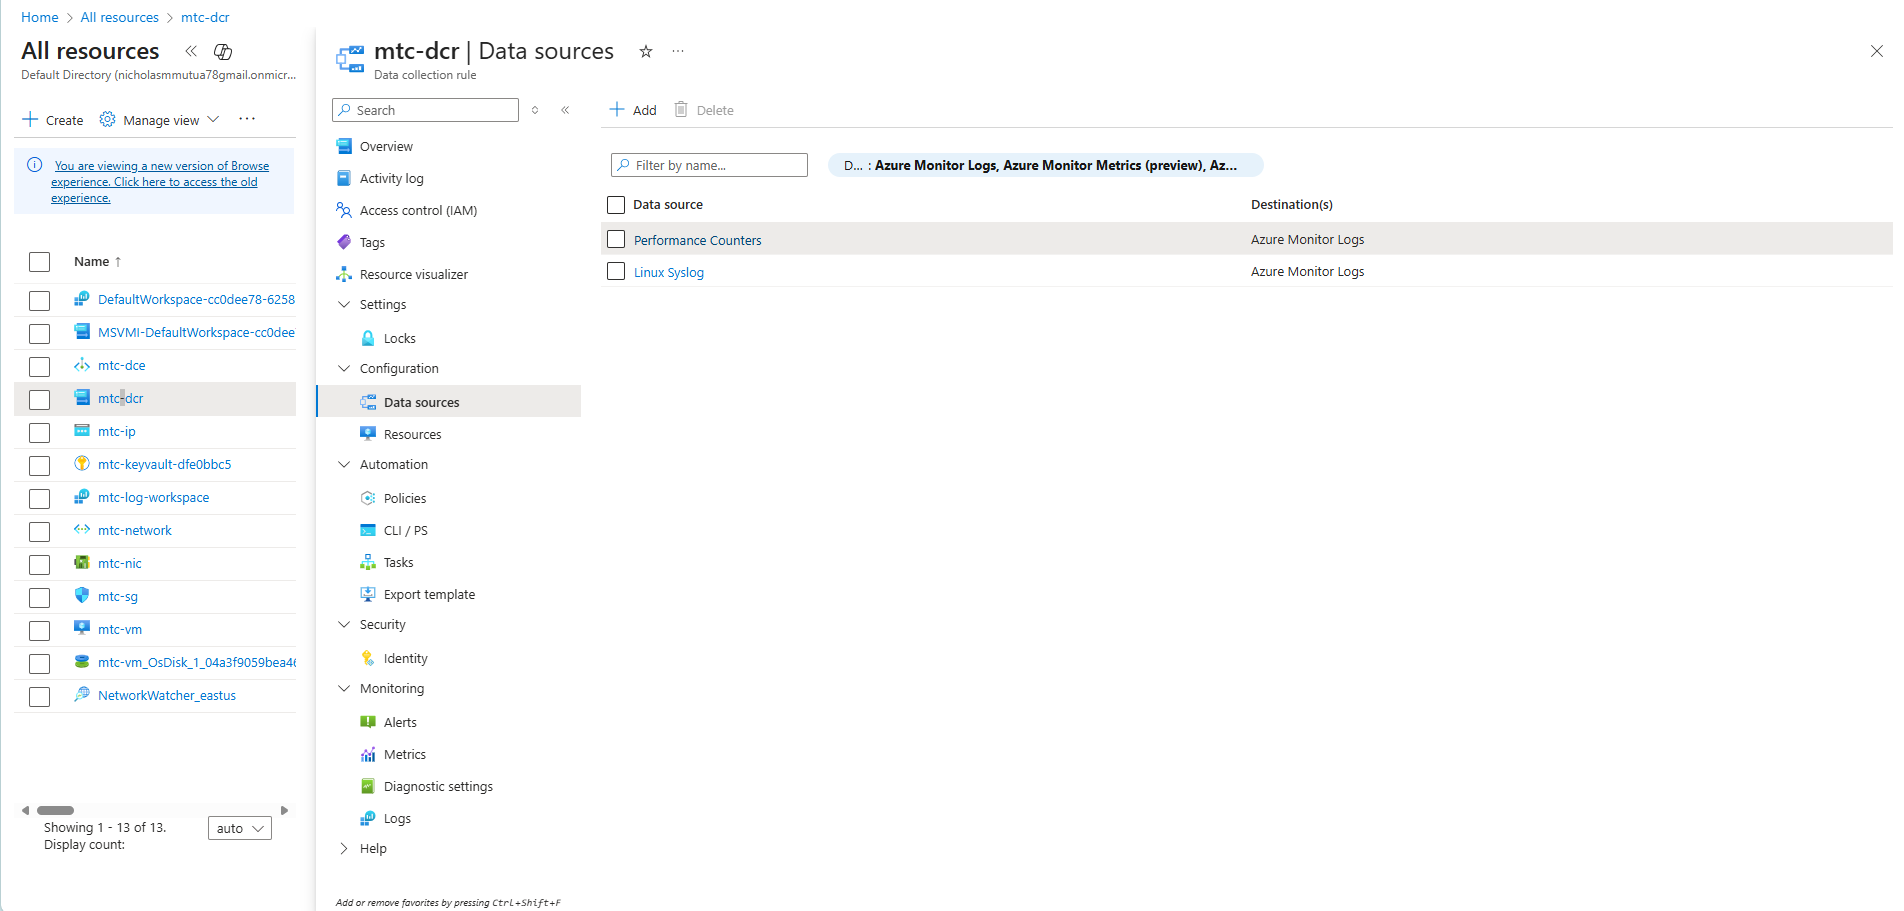 Home > All resources > mtc-dcr
All resources
Default Directory (nicholasmmutua78gmail.onmicr...
Create
Manage view
You are viewing a new version of Browse
experience. Click here to access the old
experience.
Name ↑
DefaultWorkspace-cc0dee78-6258
MSVMI-DefaultWorkspace-cc0dee
mtc-dce
mtc-dcr
mtc-ip
mtc-keyvault-dfe0bbc5
mtc-log-workspace
mtc-network
mtc-nic
mtc-sg
mtc-vm
mtc-vm_OsDisk_1_04a3f9059bea46
NetworkWatcher_eastus
Showing 1 - 13 of 13.
Display count:
auto
mtc-dcr | Data sources
Data collection rule
Search
Overview
Activity log
Access control (IAM)
Tags
Resource visualizer
Settings
Locks
Configuration
Data sources
Resources
Automation
Policies
CLI / PS
Tasks
Export template
Security
Identity
Monitoring
Alerts
Metrics
Diagnostic settings
Logs
Help
Add or remove favorites by pressing Ctrl+Shift+F
Add
Delete
Filter by name...
D... : Azure Monitor Logs, Azure Monitor Metrics (preview), Az...
Data source Destination(s)
Performance Counters Azure Monitor Logs
Linux Syslog Azure Monitor Logs